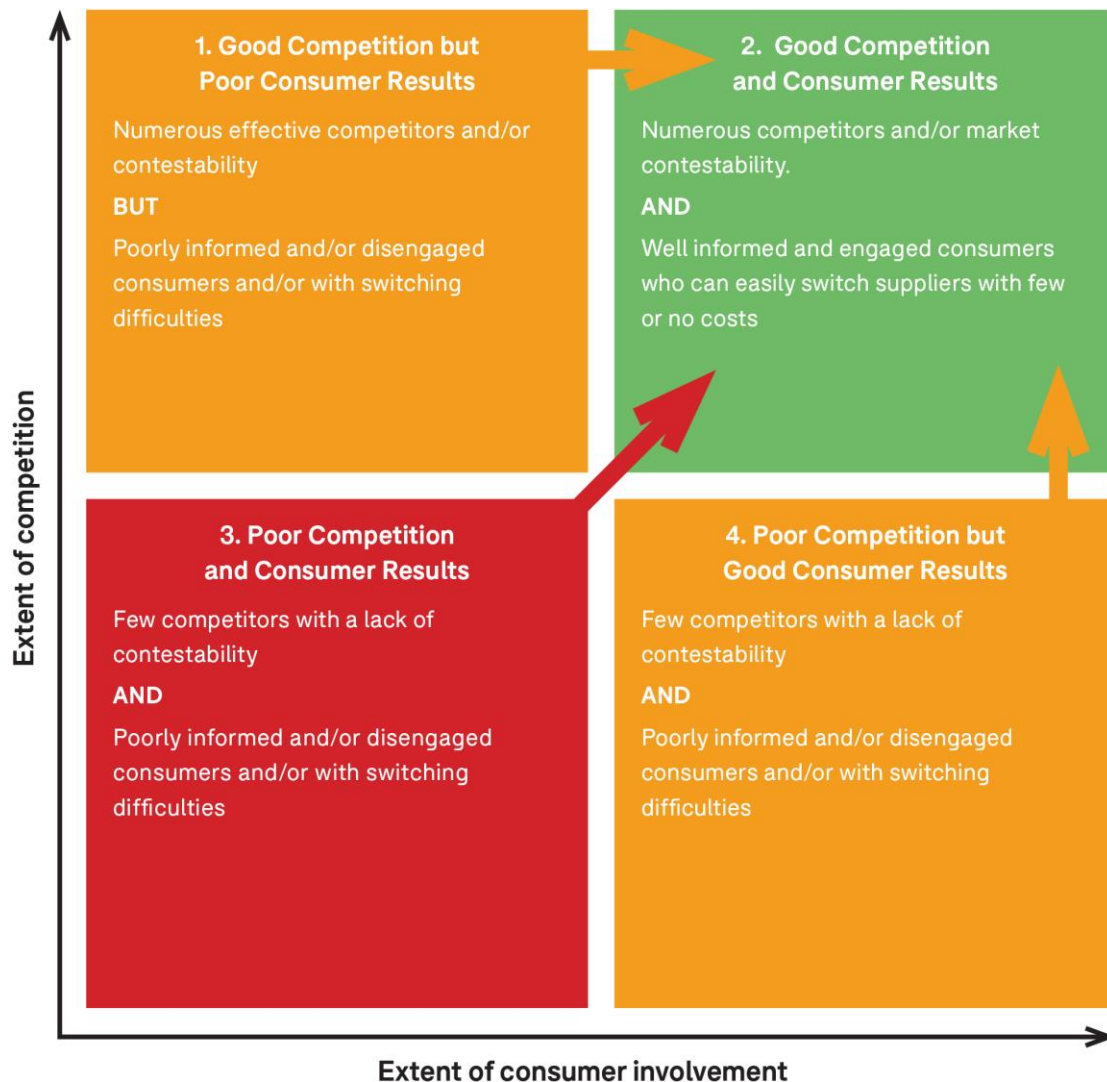 1. Good Competition but
Poor Consumer Results
Numerous effective competitors and/or
contestability
BUT
Poorly informed and/or disengaged
consumers and/or with switching
difficulties
2. Good Competition
and Consumer Results
Numerous competitors and/or market
contestability.
AND
Well informed and engaged consumers
who can easily switch suppliers with few
or no costs
3. Poor Competition
and Consumer Results
Few competitors with a lack of
contestability
AND
Poorly informed and/or disengaged
consumers and/or with switching
difficulties
4. Poor Competition but
Good Consumer Results
Few competitors with a lack of
contestability
AND
Poorly informed and/or disengaged
consumers and/or with switching
difficulties
Extent of competition
Extent of consumer involvement